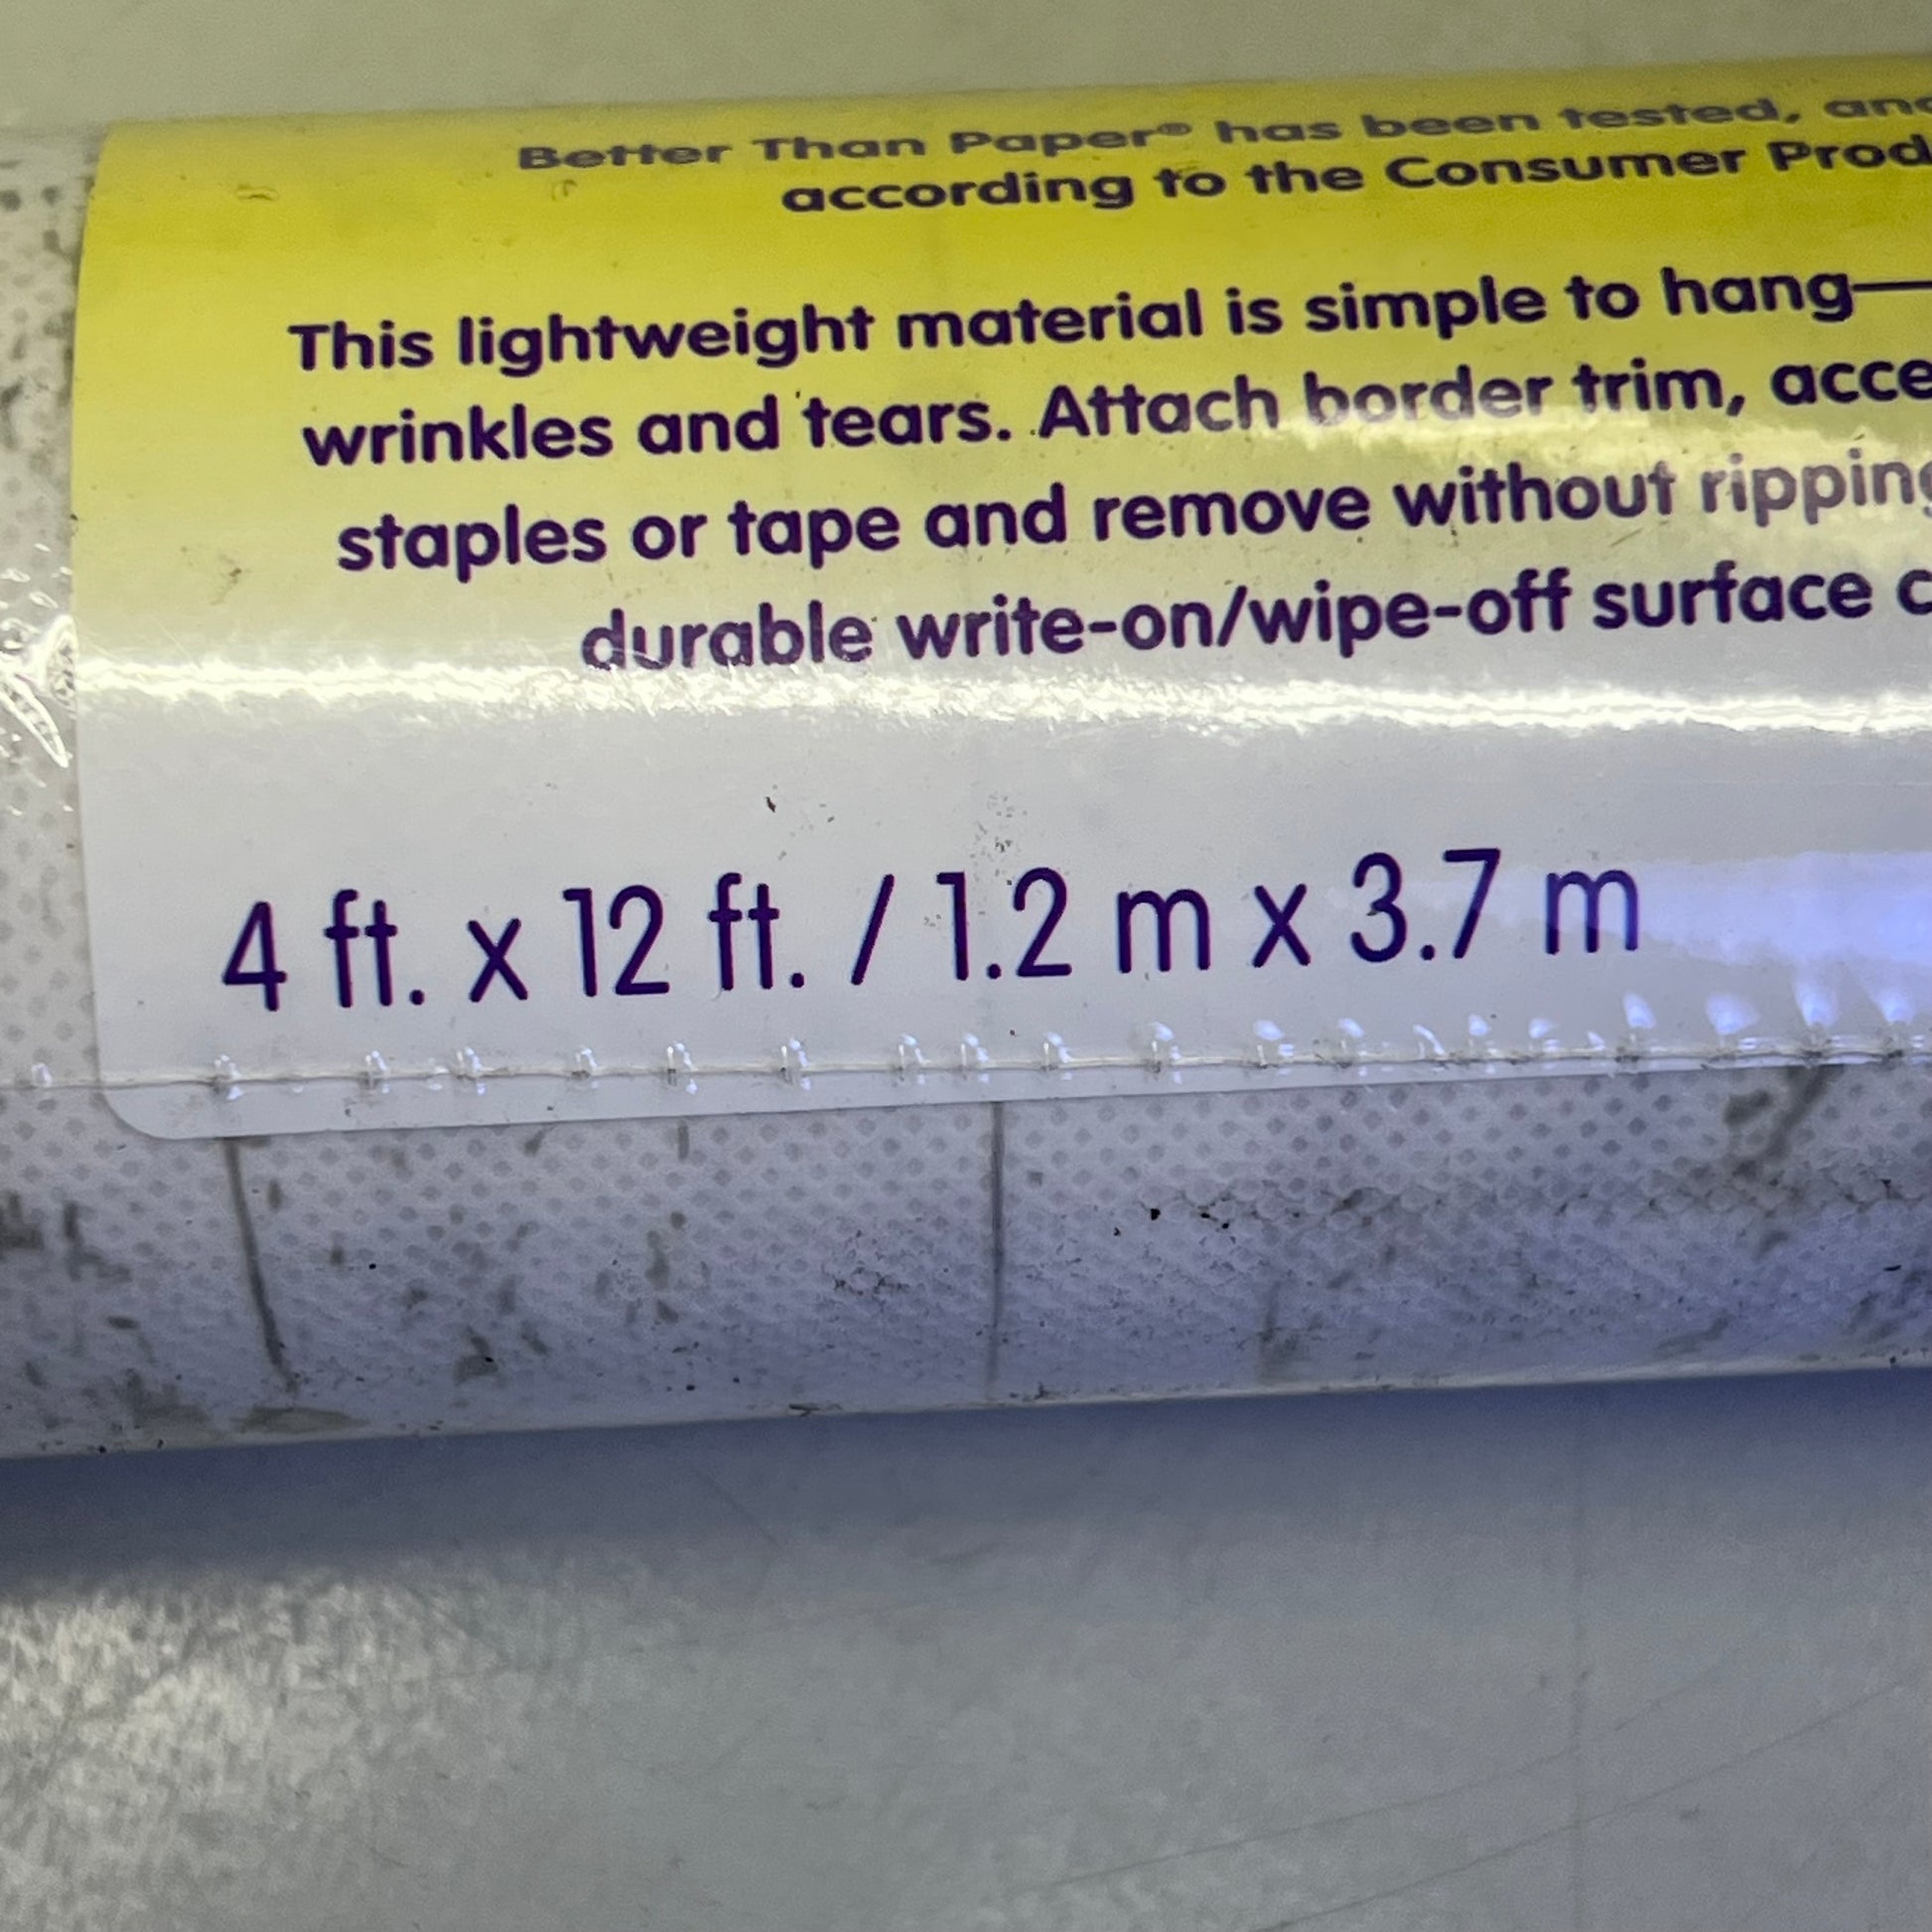 Better Than Paper® has been tested, and
according to the Consumer Prod
This lightweight material is simple to hang—
wrinkles and tears. Attach border trim, acce
staples or tape and remove without ripping
durable write-on/wipe-off surface c
4 ft. x 12 ft. / 1.2 m x 3.7 m